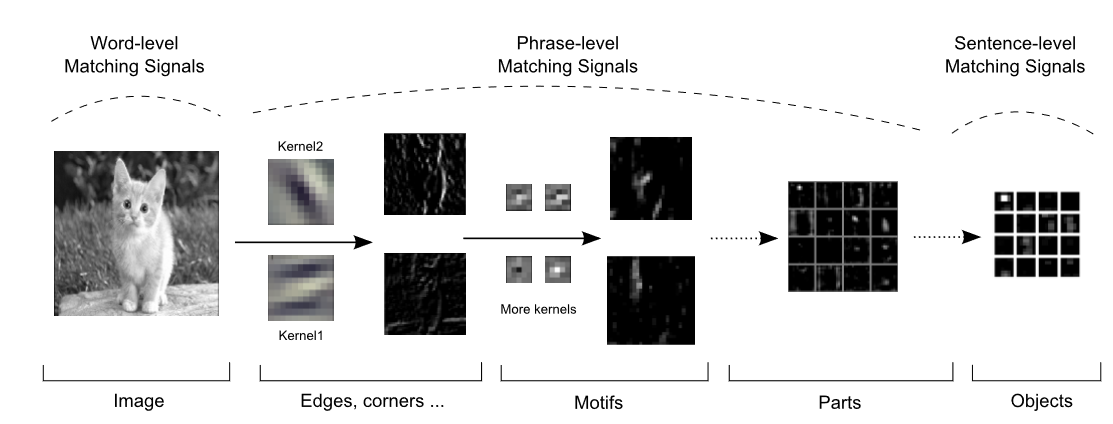 Word-level
Matching Signals
Phrase-level
Matching Signals
Sentence-level
Matching Signals
Kernel2
Kernel1
More kernels
Image
Edges, corners ...
Motifs
Parts
Objects